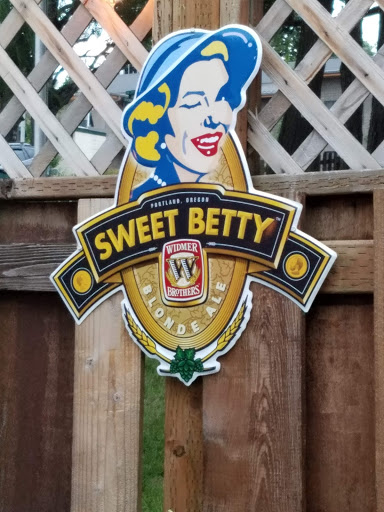 PORTLAND, OREGON
SWEET BETTY
WIDMER
W
BROTHERS
BLONDE ALE